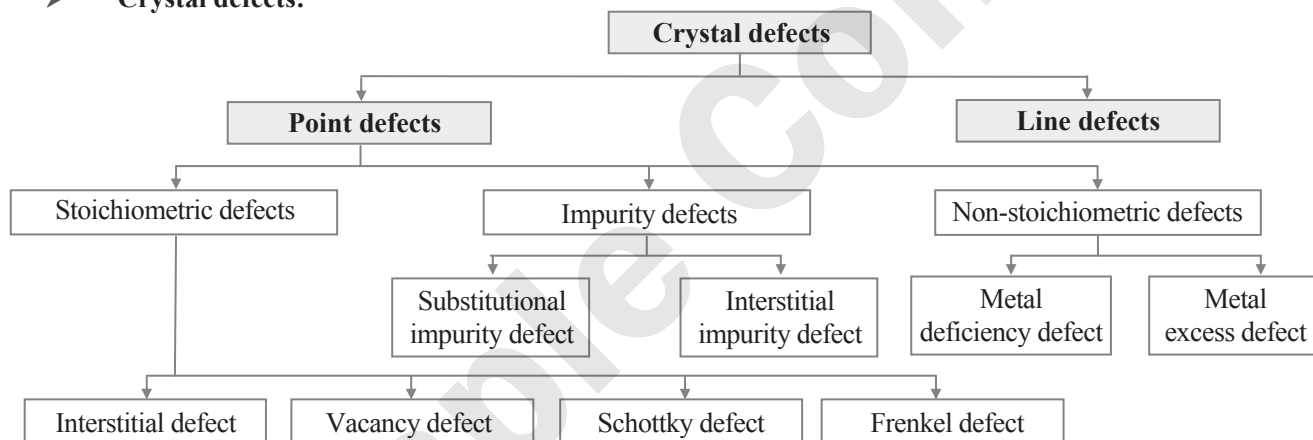 ➤ Crystal defects:
Crystal defects
Point defects
Line defects
Stoichiometric defects
Impurity defects
Non-stoichiometric defects
Substitutional
impurity defect
Interstitial
impurity defect
Metal
deficiency defect
Metal
excess defect
Interstitial defect
Vacancy defect
Schottky defect
Frenkel defect